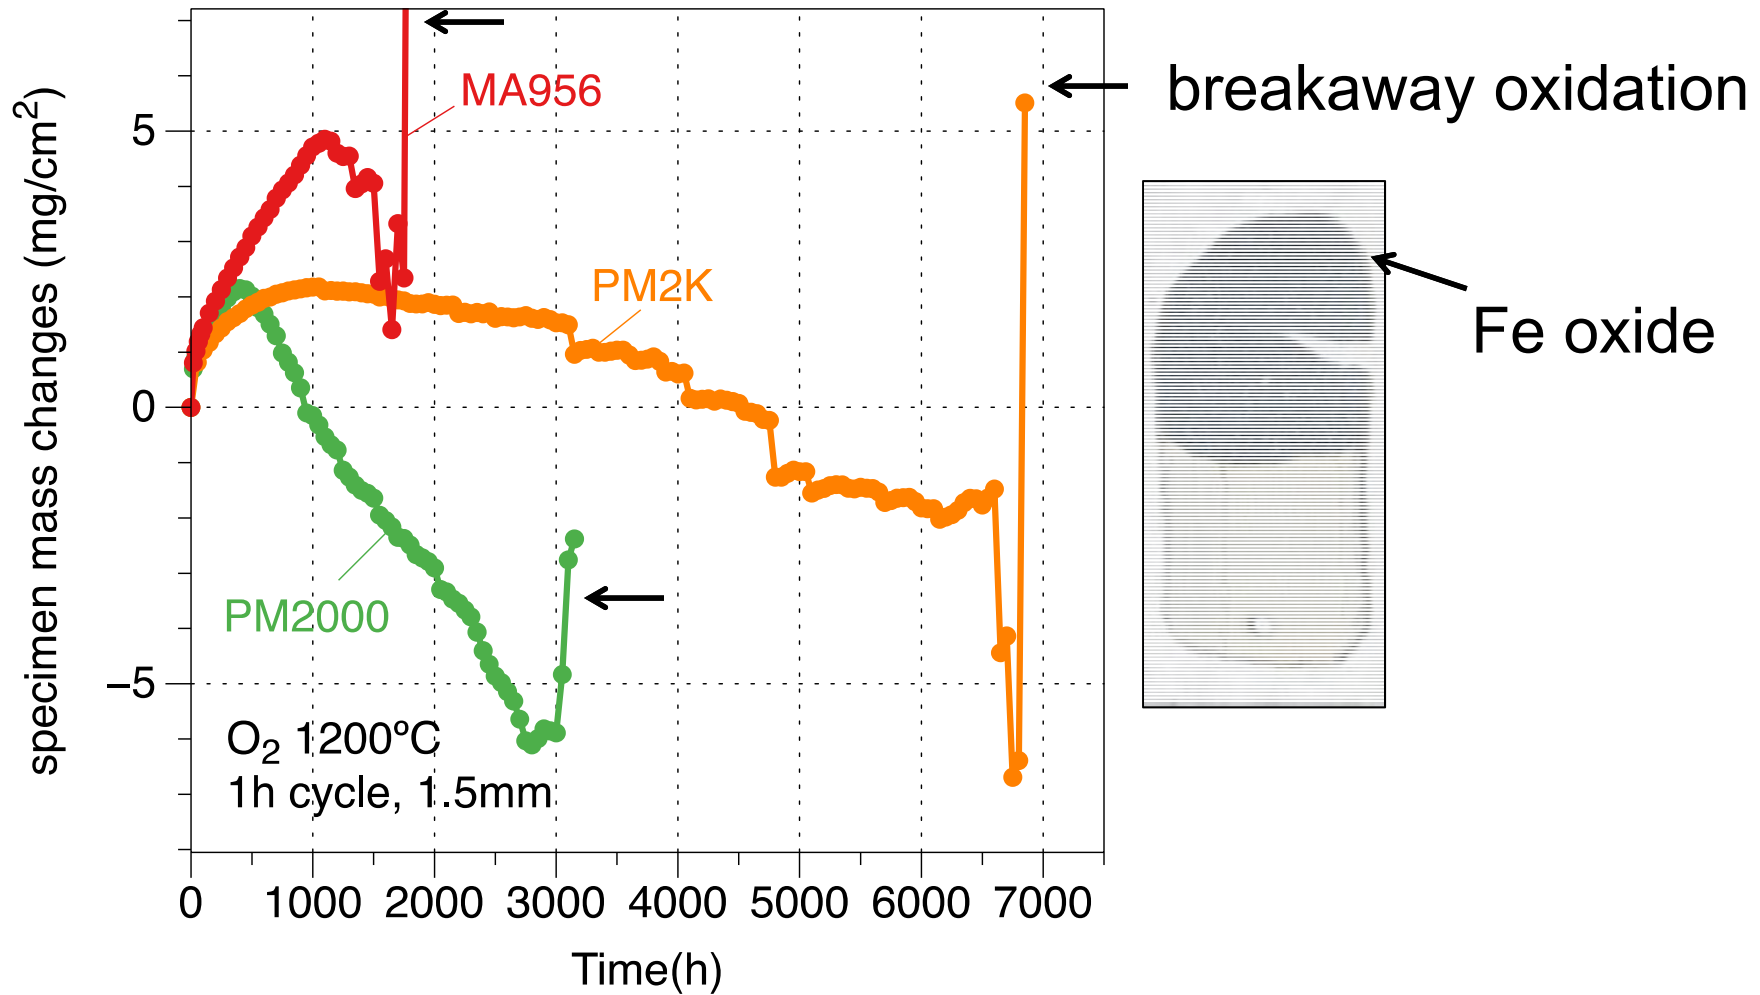 specimen mass changes (mg/cm²)
5
0
−5
MA956
PM2K
PM2000
O₂ 1200ºC
1h cycle, 1.5mm
0 1000 2000 3000 4000 5000 6000 7000
Time(h)
breakaway oxidation
Fe oxide